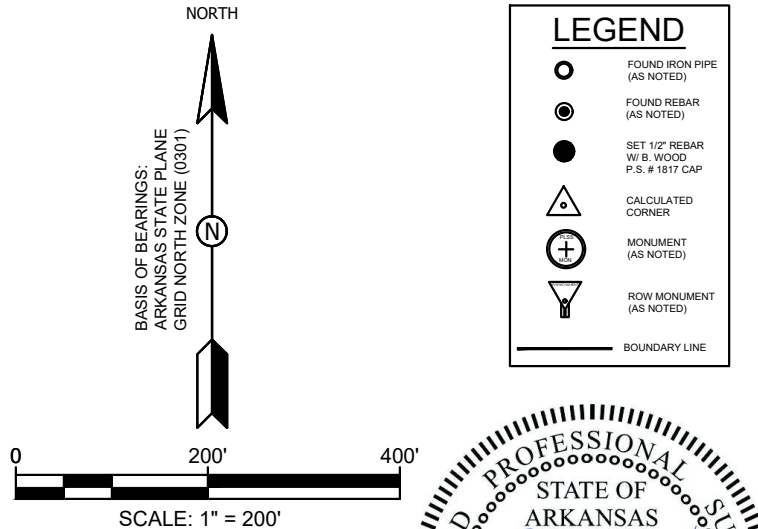 NORTH
BASIS OF BEARINGS:
ARKANSAS STATE PLANE
GRID NORTH ZONE (0301)
N
0 200' 400'
SCALE: 1" = 200'
LEGEND
FOUND IRON PIPE
(AS NOTED)
FOUND REBAR
(AS NOTED)
SET 1/2" REBAR
W/ B. WOOD
P.S. # 1817 CAP
CALCULATED
CORNER
PLSS
MON
MONUMENT
(AS NOTED)
ROW MONUMENT
(AS NOTED)
BOUNDARY LINE
PROFESSIONAL
STATE OF
ARKANSAS